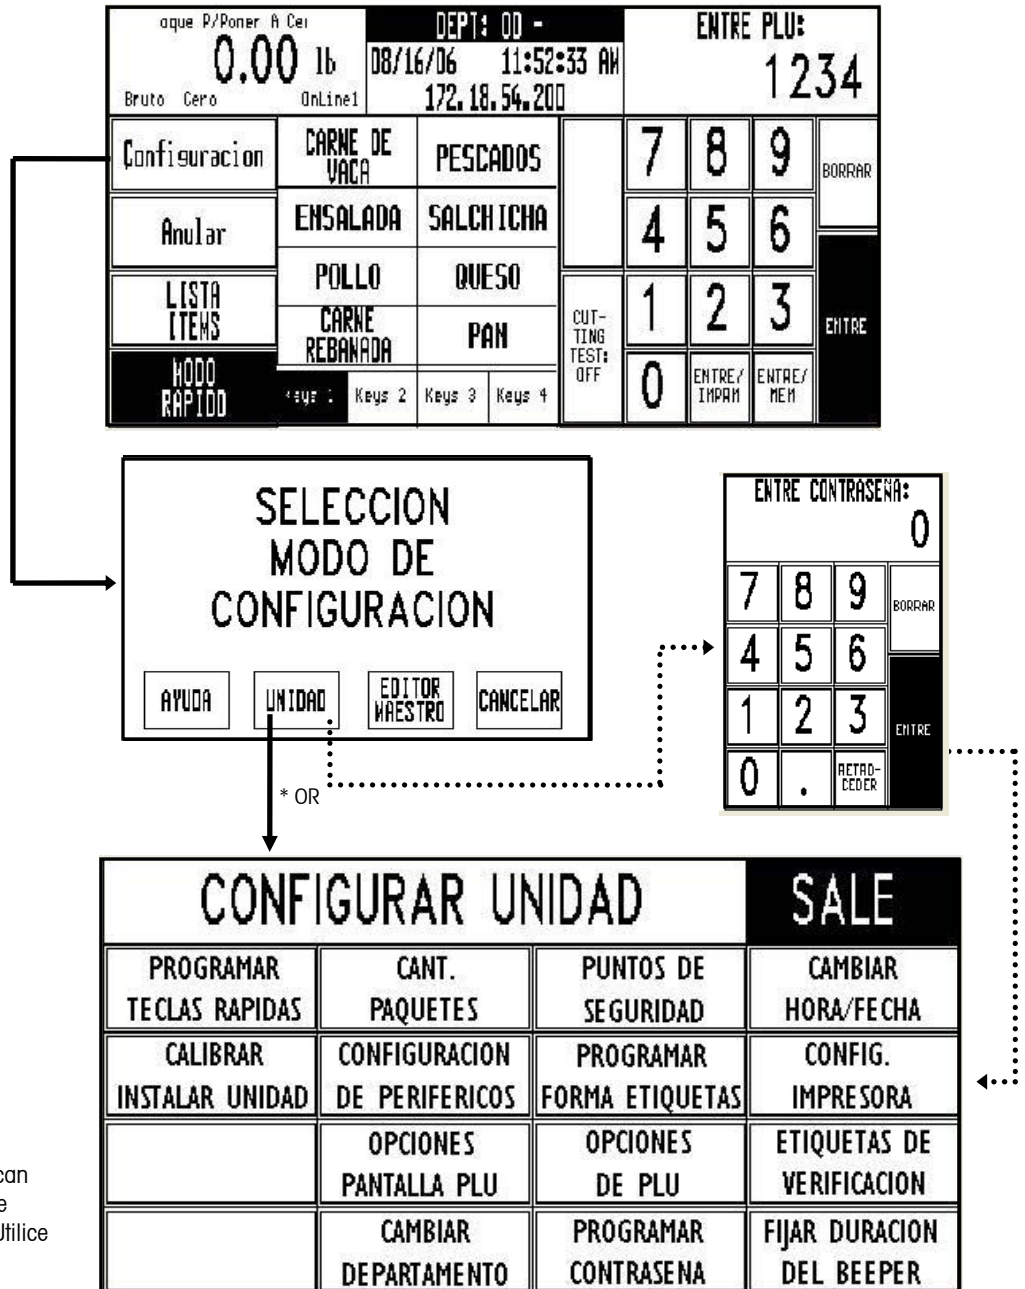 aque P/Poner A Cer
0.00 lb
Bruto Cero OnLine1
DEPT: 00 -
08/16/06 11:52:33 AM
172.18.54.200
ENTRE PLU:
1234
Configuracion
Anular
LISTA
ITEMS
MODO
RAPIDO
CARNE DE
VACA
PESCADOS
ENSALADA
SALCHICHA
POLLO
QUESO
CARNE
REBANADA
PAN
Keys 1
Keys 2
Keys 3
Keys 4
CUT-
TING
TEST:
OFF
7 8 9
BORRAR
4 5 6
1 2 3
ENTRE
0
ENTRE/
IMPRM
ENTRE/
MEM
SELECCION
MODO DE
CONFIGURACION
AYUDA
UNIDAD
EDITOR
MAESTRO
CANCELAR
* OR
ENTRE CONTRASEÑA:
0
7 8 9
BORRAR
4 5 6
1 2 3
ENTRE
0 .
RETRO-
CEDER
CONFIGURAR UNIDAD
SALE
PROGRAMAR
TECLAS RAPIDAS
CANT.
PAQUETES
PUNTOS DE
SEGURIDAD
CAMBIAR
HORA/FECHA
CALIBRAR
INSTALAR UNIDAD
CONFIGURACION
DE PERIFERICOS
PROGRAMAR
FORMA ETIQUETAS
CONFIG.
IMPRESORA
OPCIONES
PANTALLA PLU
OPCIONES
DE PLU
ETIQUETAS DE
VERIFICACION
CAMBIAR
DEPARTAMENTO
PROGRAMAR
CONTRASENA
FIJAR DURACION
DEL BEEPER
can
e
Utilice